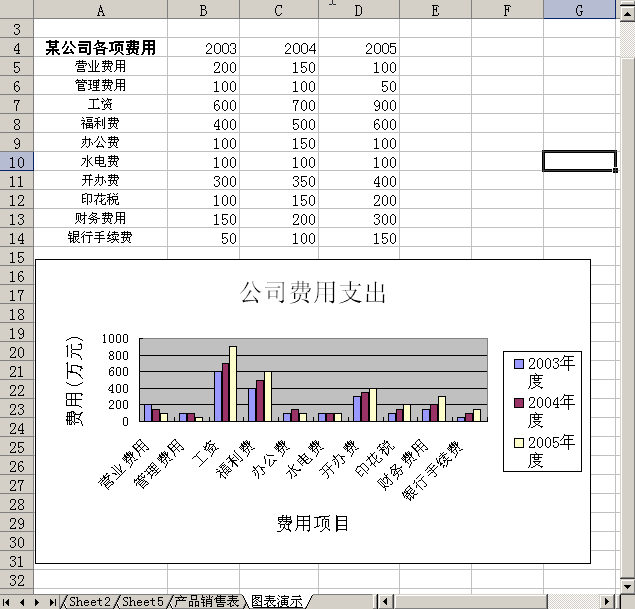 A B C D E F G
3
4 某公司各项费用 2003 2004 2005
5 营业费用 200 150 100
6 管理费用 100 100 50
7 工资 600 700 900
8 福利费 400 500 600
9 办公费 100 150 100
10 水电费 100 100 100
11 开办费 300 350 400
12 印花税 100 150 200
13 财务费用 150 200 300
14 银行手续费 50 100 150
15
16
17
18
19
20
21
22
23
24
25
26
27
28
29
30
31
32
公司费用支出
费用(万元)
1000
800
600
400
200
0
营业费用 管理费用 工资 福利费 办公费 水电费 开办费 印花税 财务费用 银行手续费
费用项目
2003年
度
2004年
度
2005年
度
Sheet2 Sheet5 产品销售表 图表演示